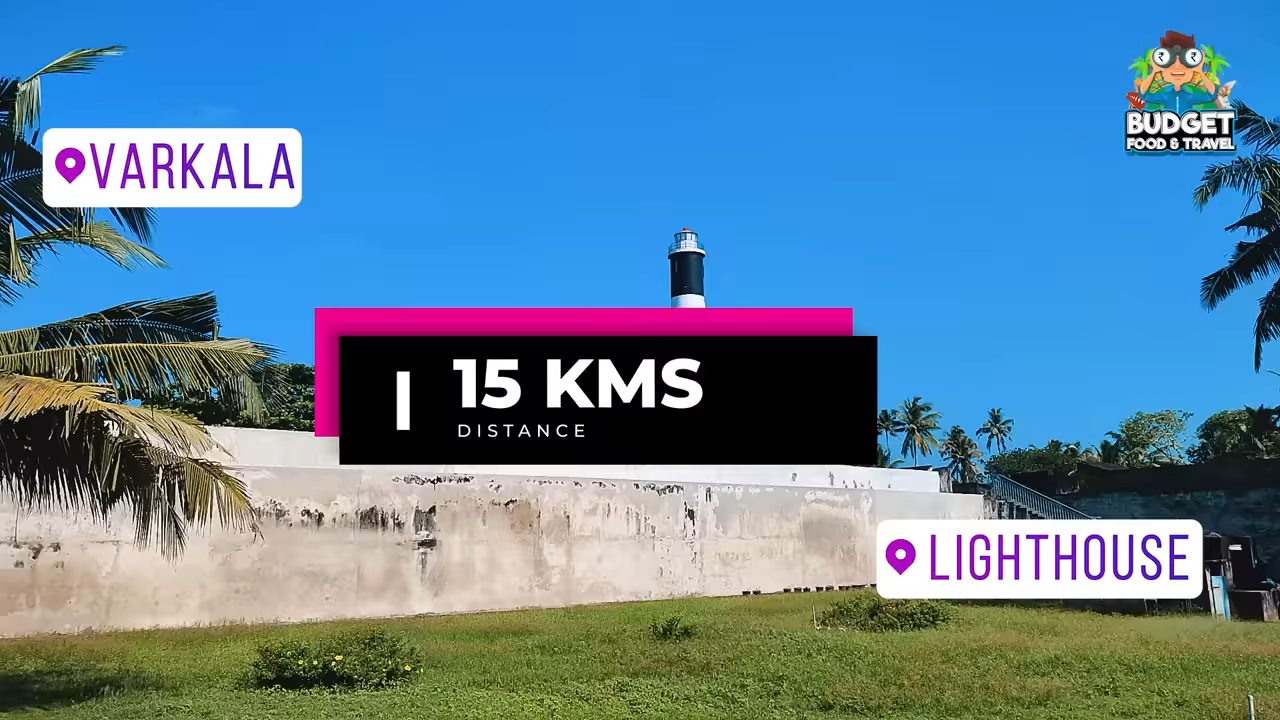 VARKALA
BUDGET
FOOD & TRAVEL
15 KMS
DISTANCE
LIGHTHOUSE